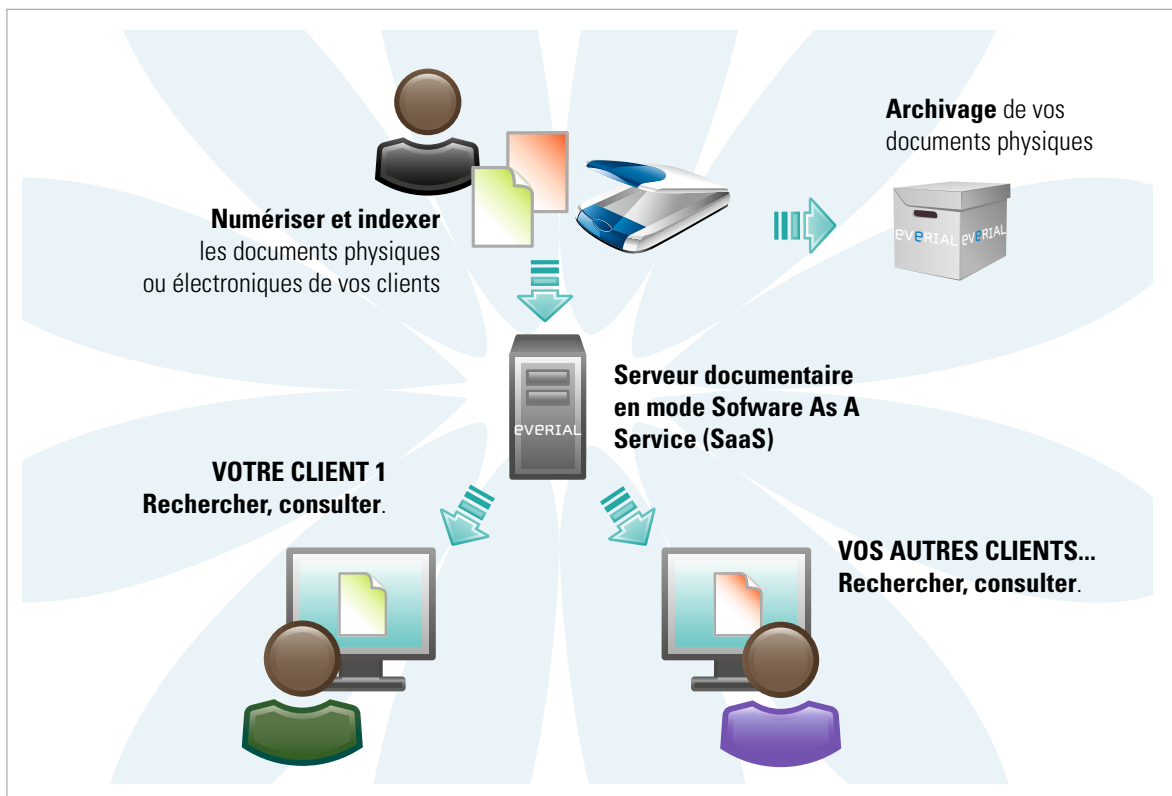 Archivage de vos
documents physiques
Numériser et indexer
les documents physiques
ou électroniques de vos clients
eveRIAL eveRIAL
Serveur documentaire
en mode Sofware As A
Service (SaaS)
eveRIAL
VOTRE CLIENT 1
Rechercher, consulter.
VOS AUTRES CLIENTS...
Rechercher, consulter.